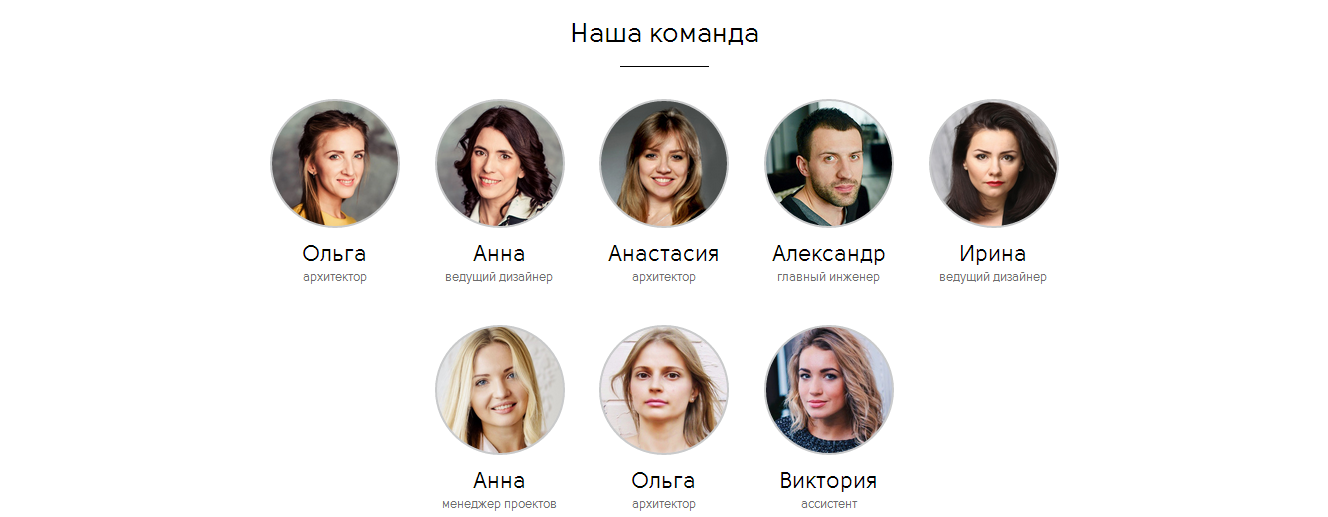 Наша команда
Ольга
архитектор
Анна
ведущий дизайнер
Анастасия
архитектор
Александр
главный инженер
Ирина
ведущий дизайнер
Анна
менеджер проектов
Ольга
архитектор
Виктория
ассистент